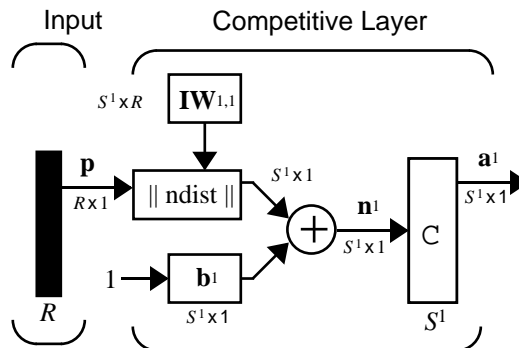 Input
Competitive Layer
S¹ x R
IW1,1
p
R x 1
|| ndist ||
S¹ x 1
n1
S¹ x 1
C
a1
S¹ x 1
1
b1
S¹ x 1
R
S¹